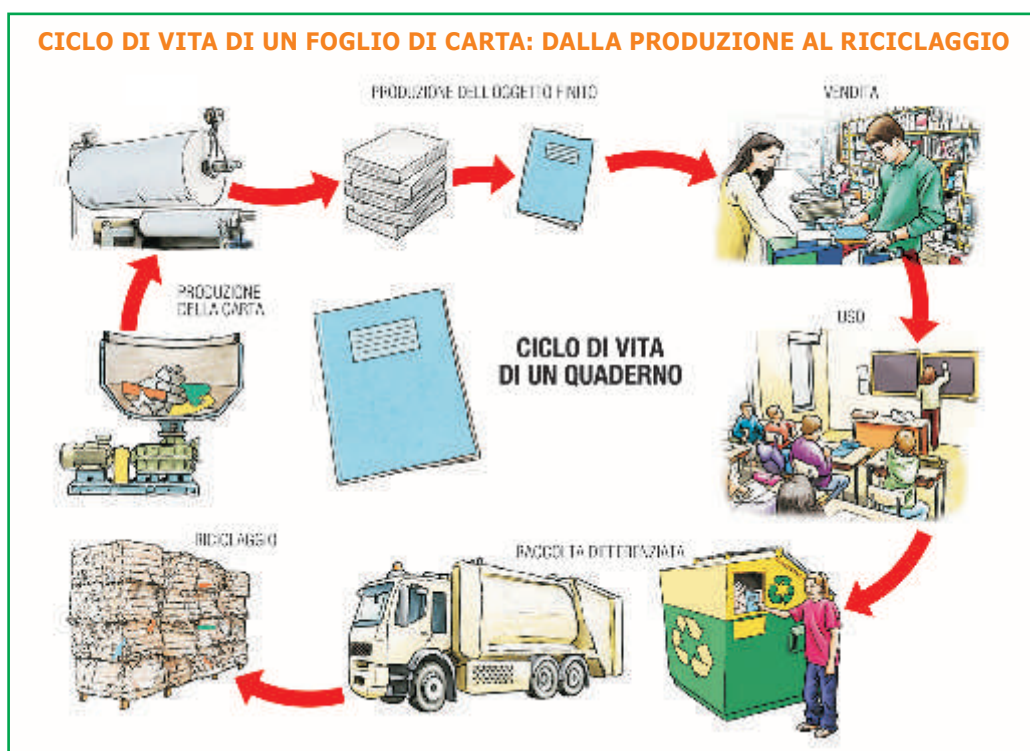 CICLO DI VITA DI UN FOGLIO DI CARTA: DALLA PRODUZIONE AL RICICLAGGIO
PRODUZIONE DELL'OGGETTO FINITO
VENDITA
PRODUZIONE
DELLA CARTA
USO
CICLO DI VITA
DI UN QUADERNO
RICICLAGGIO
RACCOLTA DIFFERENZIATA